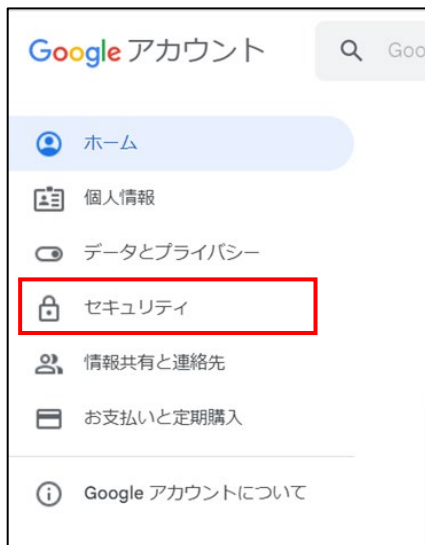 Google アカウント
Goo
ホーム
個人情報
データとプライバシー
セキュリティ
情報共有と連絡先
お支払いと定期購入
Google アカウントについて